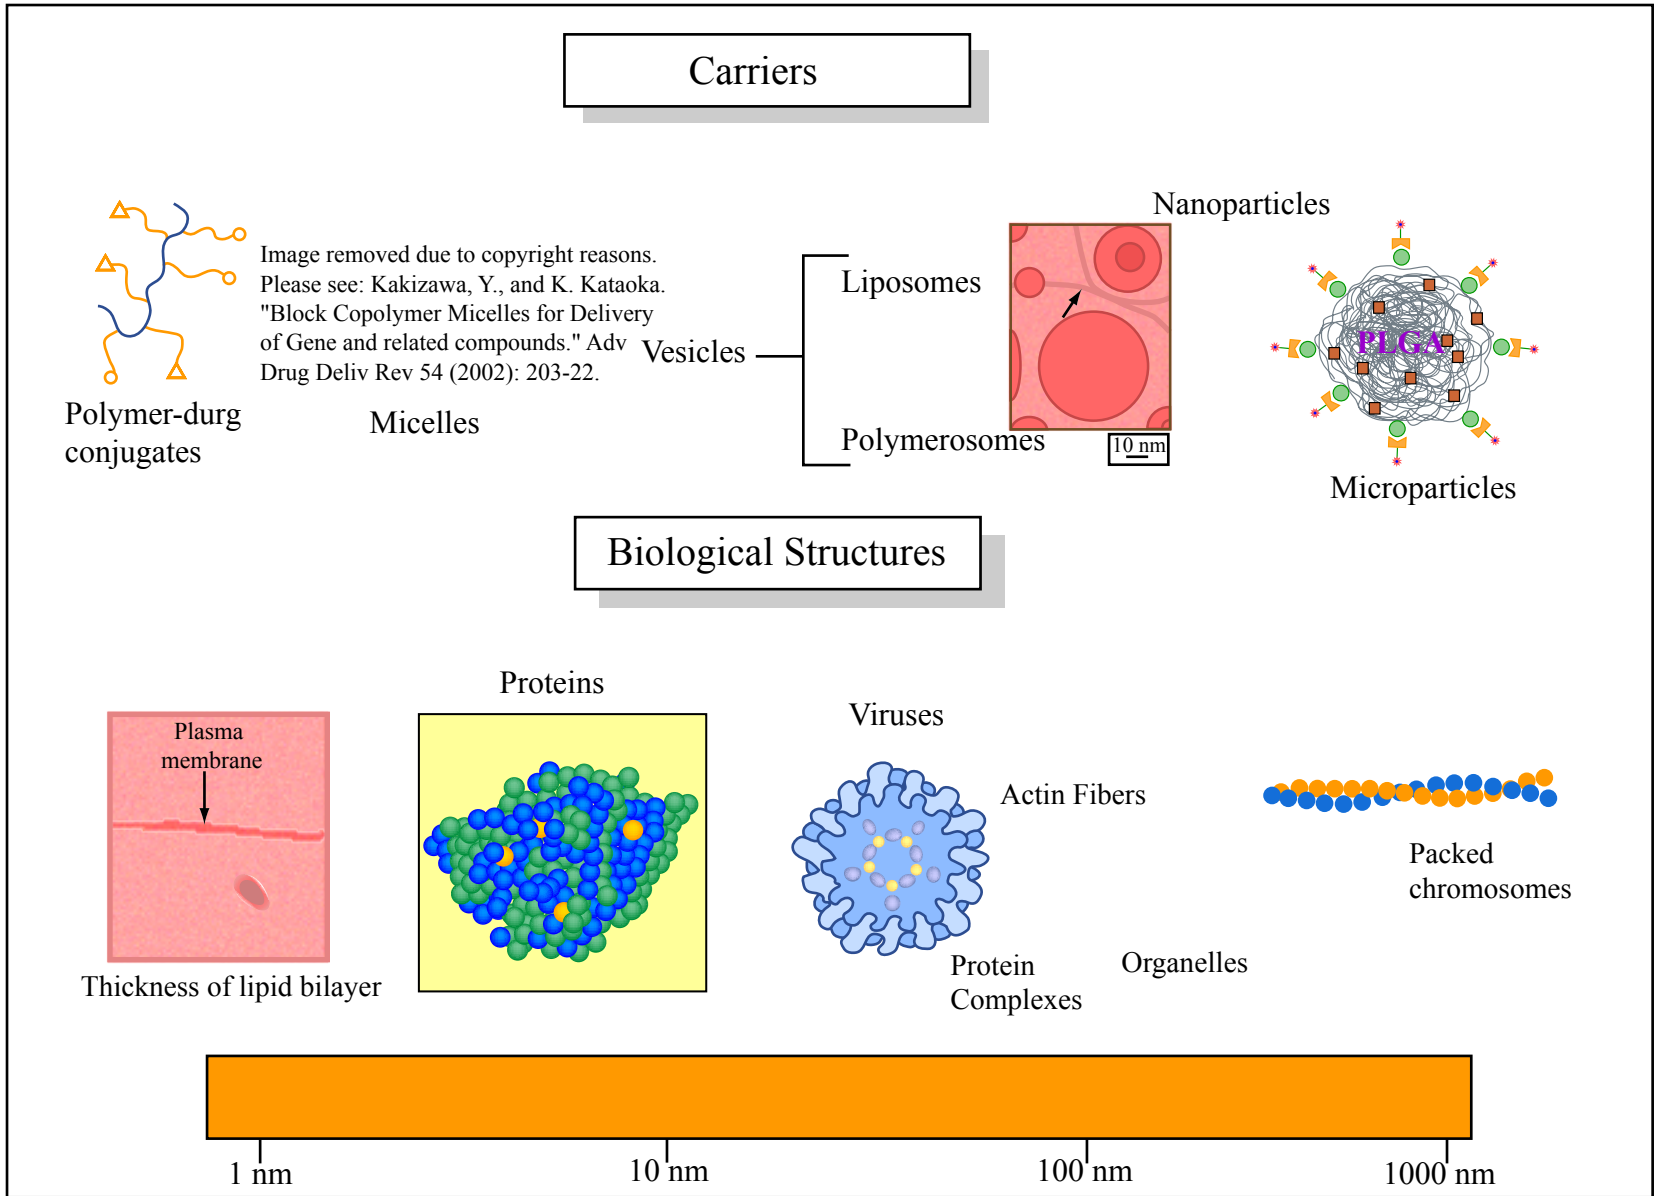 Carriers
Nanoparticles
Image removed due to copyright reasons.
Please see: Kakizawa, Y., and K. Kataoka.
"Block Copolymer Micelles for Delivery
of Gene and related compounds." Adv
Drug Deliv Rev 54 (2002): 203-22.
Polymer-durg
conjugates
Micelles
Vesicles
Liposomes
Polymerosomes
10 nm
PLGA
Microparticles
Biological Structures
Plasma
membrane
Thickness of lipid bilayer
Proteins
Viruses
Actin Fibers
Protein
Complexes
Organelles
Packed
chromosomes
1 nm
10 nm
100 nm
1000 nm